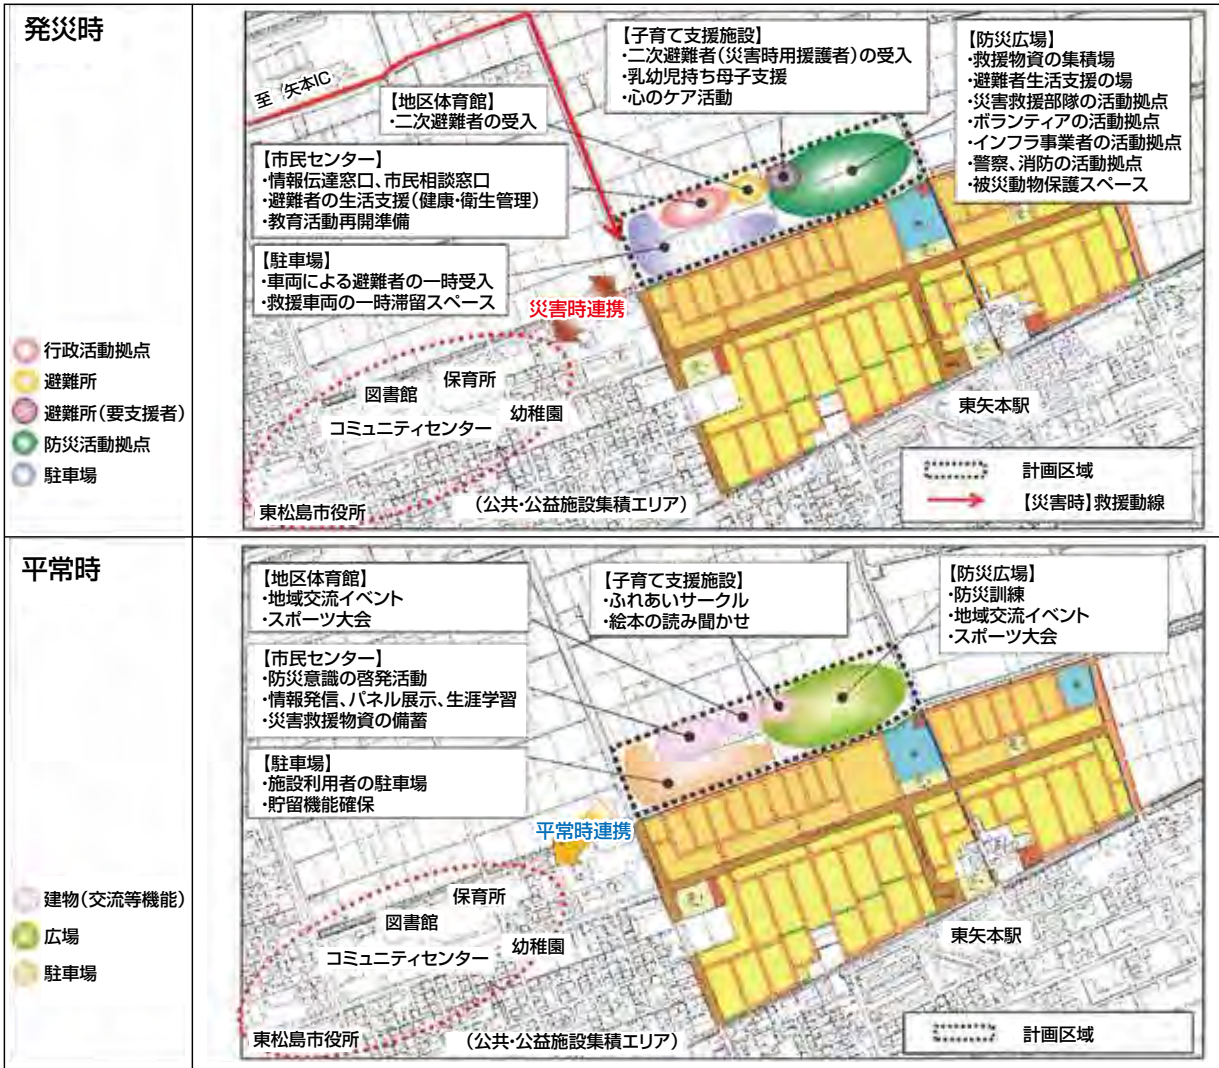 発災時
至 矢本IC
【地区体育館】
・二次避難者の受入
【子育て支援施設】
・二次避難者(災害時用援護者)の受入
・乳幼児持ち母子支援
・心のケア活動
【防災広場】
・救援物資の集積場
・避難者生活支援の場
・災害救援部隊の活動拠点
・ボランティアの活動拠点
・インフラ事業者の活動拠点
・警察、消防の活動拠点
・被災動物保護スペース
【市民センター】
・情報伝達窓口、市民相談窓口
・避難者の生活支援(健康・衛生管理)
・教育活動再開準備
【駐車場】
・車両による避難者の一時受入
・救援車両の一時滞留スペース
災害時連携
行政活動拠点
避難所
避難所(要支援者)
防災活動拠点
駐車場
図書館
保育所
コミュニティセンター
幼稚園
東松島市役所
(公共・公益施設集積エリア)
東矢本駅
計画区域
【災害時】救援動線
平常時
【地区体育館】
・地域交流イベント
・スポーツ大会
【子育て支援施設】
・ふれあいサークル
・絵本の読み聞かせ
【防災広場】
・防災訓練
・地域交流イベント
・スポーツ大会
【市民センター】
・防災意識の啓発活動
・情報発信、パネル展示、生涯学習
・災害救援物資の備蓄
【駐車場】
・施設利用者の駐車場
・貯留機能確保
平常時連携
建物(交流等機能)
広場
駐車場
保育所
図書館
幼稚園
コミュニティセンター
東松島市役所
(公共・公益施設集積エリア)
東矢本駅
計画区域